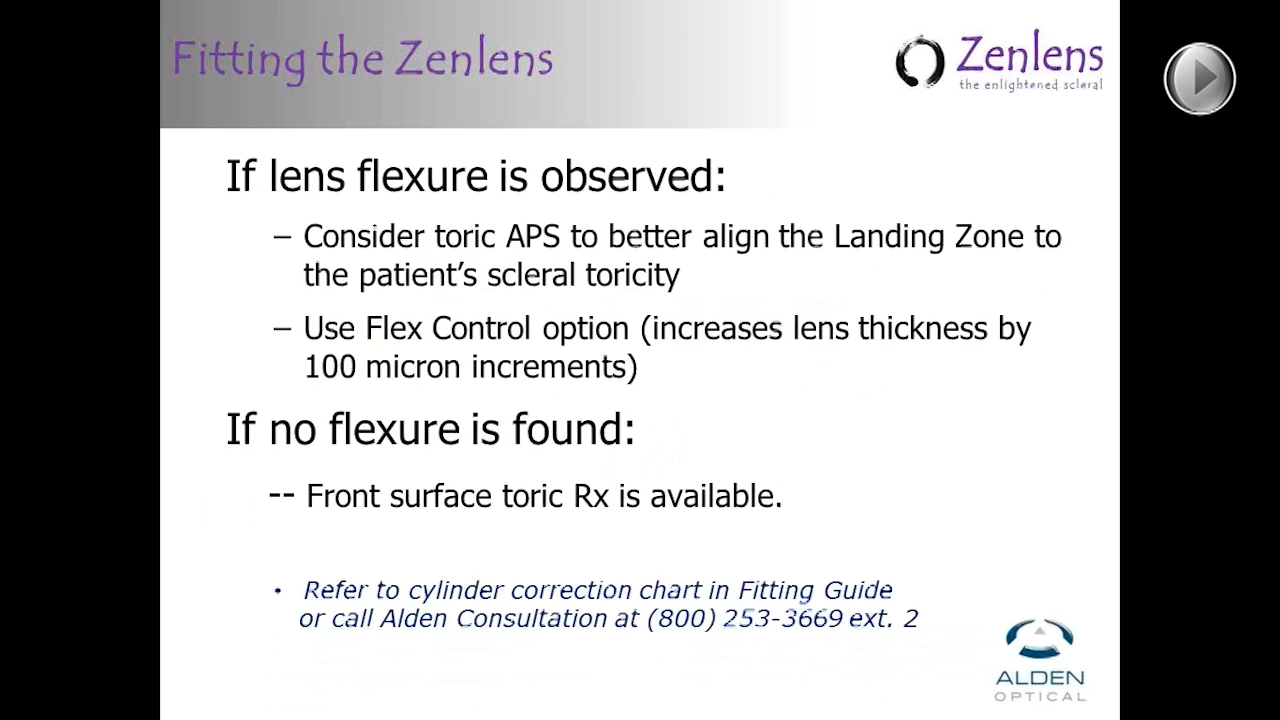 Fitting the Zenlens
Zenlens
the enlightened scleral
If lens flexure is observed:
– Consider toric APS to better align the Landing Zone to
the patient’s scleral toricity
– Use Flex Control option (increases lens thickness by
100 micron increments)
If no flexure is found:
-- Front surface toric Rx is available.
• Refer to cylinder correction chart in Fitting Guide
or call Alden Consultation at (800) 253-3669 ext. 2
ALDEN
OPTICAL